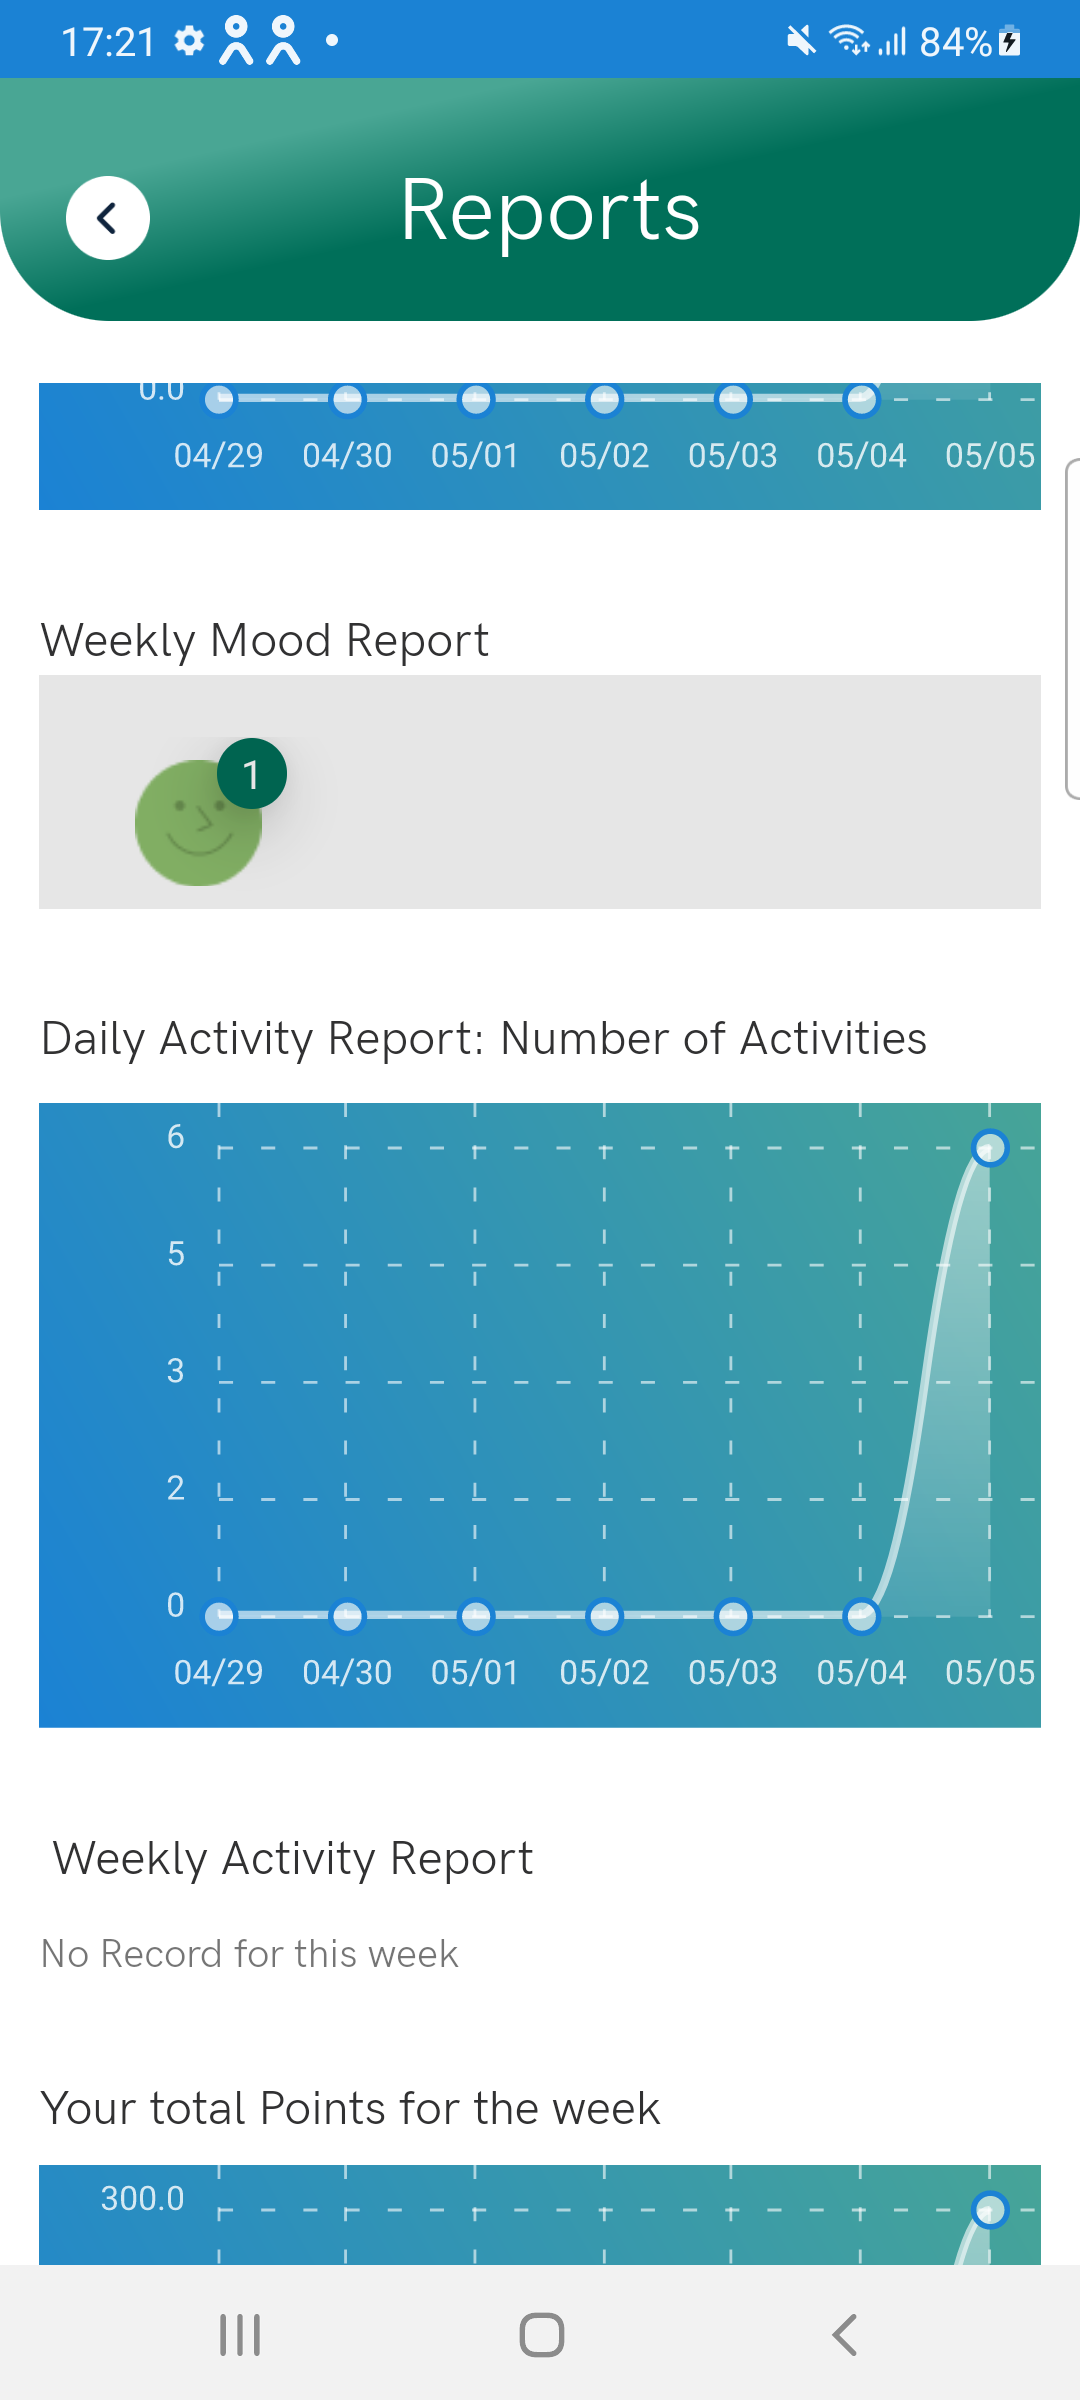 17:21 84%
Reports
0.0
04/29 04/30 05/01 05/02 05/03 05/04 05/05
Weekly Mood Report
1
Daily Activity Report: Number of Activities
6
5
3
2
0
04/29 04/30 05/01 05/02 05/03 05/04 05/05
Weekly Activity Report
No Record for this week
Your total Points for the week
300.0